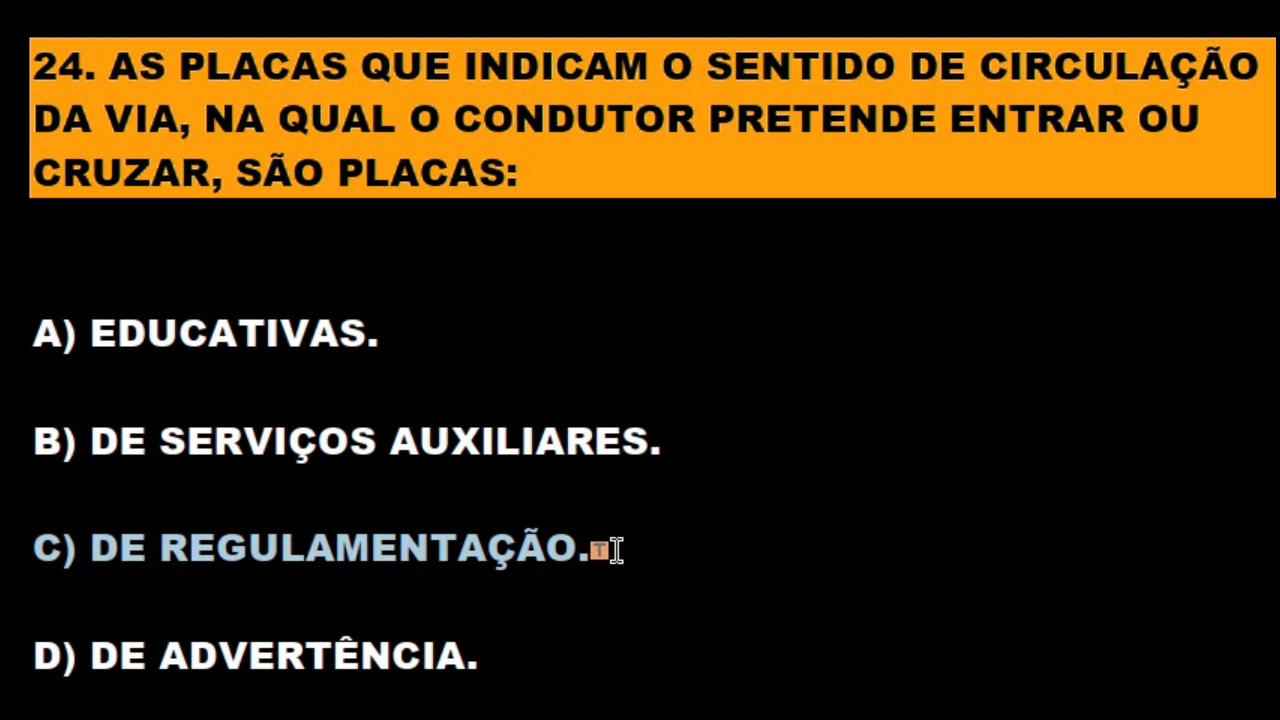 24. AS PLACAS QUE INDICAM O SENTIDO DE CIRCULAÇÃO
DA VIA, NA QUAL O CONDUTOR PRETENDE ENTRAR OU
CRUZAR, SÃO PLACAS:
A) EDUCATIVAS.
B) DE SERVIÇOS AUXILIARES.
C) DE REGULAMENTAÇÃO.
D) DE ADVERTÊNCIA.